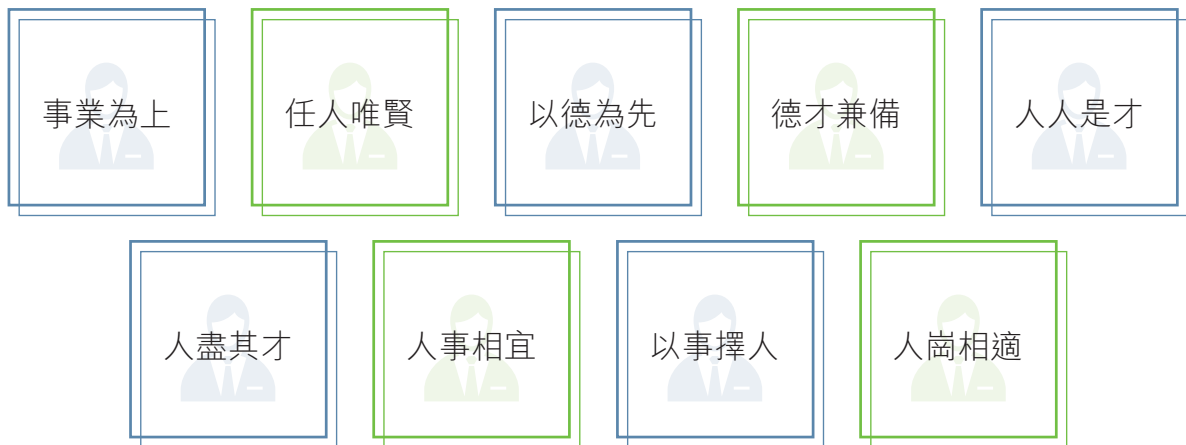 事業為上
任人唯賢
以德為先
德才兼備
人人是才
人盡其才
人事相宜
以事擇人
人崗相適